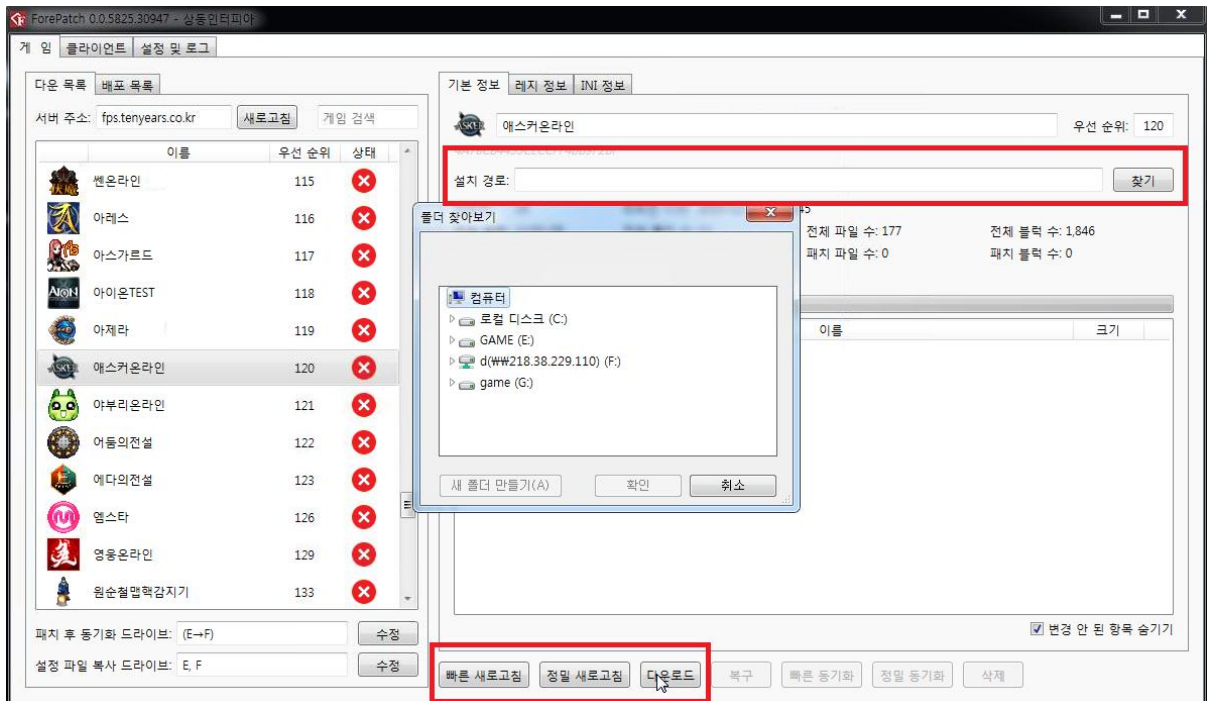 ForePatch 0.0.5825.30947 - 상동인터피아
게 임 클라이언트 설정 및 로그
다운 목록 배포 목록
서버 주소: fps.tenyears.co.kr 새로고침 게임 검색
이름 우선 순위 상태
쎈온라인 115
아레스 116
아스가르드 117
아이온TEST 118
아제라 119
애스커온라인 120
야부리온라인 121
어둠의전설 122
에다의전설 123
엠스타 126
영웅온라인 129
원순철맵핵감지기 133
패치 후 동기화 드라이브: (E→F) 수정
설정 파일 복사 드라이브: E, F 수정
기본 정보 레지 정보 INI 정보
ASKER 애스커온라인 우선 순위: 120
설치 경로: 찾기
전체 파일 수: 177 전체 블럭 수: 1,846
패치 파일 수: 0 패치 블럭 수: 0
이름 크기
폴더 찾아보기
컴퓨터
로컬 디스크 (C:)
GAME (E:)
d(₩₩218.38.229.110) (F:)
game (G:)
새 폴더 만들기(A) 확인 취소
변경 안 된 항목 숨기기
빠른 새로고침 정밀 새로고침 다운로드 복구 빠른 동기화 정밀 동기화 삭제